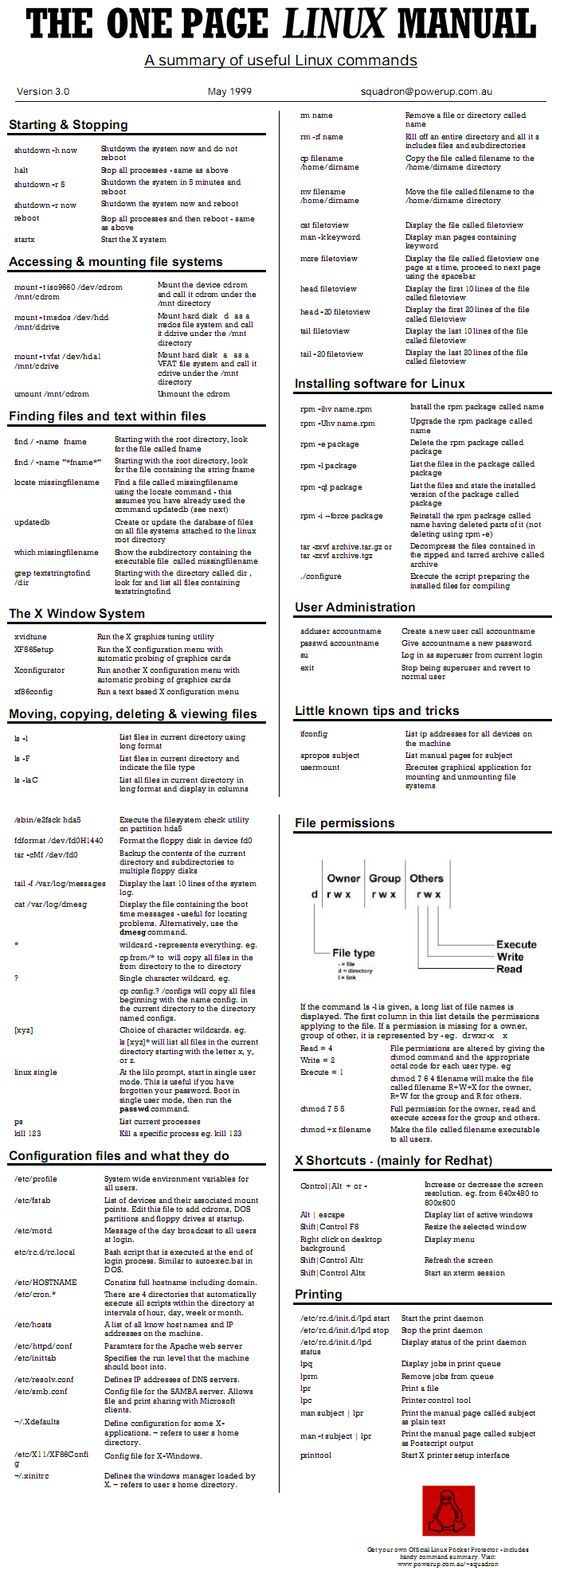 THE ONE PAGE LINUX MANUAL
A summary of useful Linux commands
Version 3.0 May 1999 squadron@powerup.com.au
Starting & Stopping
shutdown -h now Shutdown the system now and do not
reboot
halt Stop all processes - same as above
shutdown -r 5 Shutdown the system in 5 minutes and
reboot
shutdown -r now Shutdown the system now and reboot
reboot Stop all processes and then reboot - same
as above
startx Start the X system
Accessing & mounting file systems
mount -t iso9660 /dev/cdrom Mount the device cdrom
/mnt/cdrom and call it cdrom under the
/mnt directory
mount -t msdos /dev/hdd Mount hard disk d as a
/mnt/ddrive msdos file system and call
it ddrive under the /mnt
directory
mount -t vfat /dev/hda1 Mount hard disk a as a
/mnt/cdrive VFAT file system and call it
cdrive under the /mnt
directory
umount /mnt/cdrom Unmount the cdrom
Finding files and text within files
find / -name fname Starting with the root directory, look
for the file called fname
find / -name "*fname*" Starting with the root directory, look
for the file containing the string fname
locate missingfilename Find a file called missingfilename
using the locate command - this
assumes you have already used the
command updatedb (see next)
updatedb Create or update the database of files
on all file systems attached to the linux
root directory
which missingfilename Show the subdirectory containing the
executable file called missingfilename
grep textstringtofind Starting with the directory called dir ,
/dir look for and list all files containing
textstringtofind
The X Window System
xvidtune Run the X graphics tuning utility
XF86Setup Run the X configuration menu with
automatic probing of graphics cards
Xconfigurator Run another X configuration menu with
automatic probing of graphics cards
xf86config Run a text based X configuration menu
Moving, copying, deleting & viewing files
ls -l List files in current directory using
long format
ls -F List files in current directory and
indicate the file type
ls -laC List all files in current directory in
long format and display in columns
rm name Remove a file or directory called
name
rm -rf name Kill off an entire directory and all it s
includes files and subdirectories
cp filename Copy the file called filename to the
/home/dirname /home/dirname directory
mv filename Move the file called filename to the
/home/dirname /home/dirname directory
cat filetoview Display the file called filetoview
man -k keyword Display man pages containing
keyword
more filetoview Display the file called filetoview one
page at a time, proceed to next page
using the spacebar
head filetoview Display the first 10 lines of the file
called filetoview
head -20 filetoview Display the first 20 lines of the file
called filetoview
tail filetoview Display the last 10 lines of the file
called filetoview
tail -20 filetoview Display the last 20 lines of the file
called filetoview
Installing software for Linux
rpm -ihv name.rpm Install the rpm package called name
rpm -Uhv name.rpm Upgrade the rpm package called
name
rpm -e package Delete the rpm package called
package
rpm -l package List the files in the package called
package
rpm -ql package List the files and state the installed
version of the package called
package
rpm -i --force package Reinstall the rpm package called
name having deleted parts of it (not
deleting using rpm -e)
tar -zxvf archive.tar.gz or Decompress the files contained in
tar -zxvf archive.tgz the zipped and tarred archive called
archive
./configure Execute the script preparing the
installed files for compiling
User Administration
adduser accountname Create a new user call accountname
passwd accountname Give accountname a new password
su Log in as superuser from current login
exit Stop being superuser and revert to
normal user
Little known tips and tricks
ifconfig List ip addresses for all devices on
the machine
apropos subject List manual pages for subject
usermount Executes graphical application for
mounting and unmounting file
systems
/sbin/e2fsck hda5 Execute the filesystem check utility
on partition hda5
fdformat /dev/fd0H1440 Format the floppy disk in device fd0
tar -cMf /dev/fd0 Backup the contents of the current
directory and subdirectories to
multiple floppy disks
tail -f /var/log/messages Display the last 10 lines of the system
log.
cat /var/log/dmesg Display the file containing the boot
time messages - useful for locating
problems. Alternatively, use the
dmesg command.
* wildcard - represents everything. eg.
cp from/* to will copy all files in the
from directory to the to directory
? Single character wildcard. eg.
cp config.? /configs will copy all files
beginning with the name config. in
the current directory to the directory
named configs.
[xyz] Choice of character wildcards. eg.
ls [xyz]* will list all files in the current
directory starting with the letter x, y,
or z.
linux single At the lilo prompt, start in single user
mode. This is useful if you have
forgotten your password. Boot in
single user mode, then run the
passwd command.
ps List current processes
kill 123 Kill a specific process eg. kill 123
Configuration files and what they do
/etc/profile System wide environment variables for
all users.
/etc/fstab List of devices and their associated mount
points. Edit this file to add cdroms, DOS
partitions and floppy drives at startup.
/etc/motd Message of the day broadcast to all users
at login.
etc/rc.d/rc.local Bash script that is executed at the end of
login process. Similar to autoexec.bat in
DOS.
/etc/HOSTNAME Conatins full hostname including domain.
/etc/cron.* There are 4 directories that automatically
execute all scripts within the directory at
intervals of hour, day, week or month.
/etc/hosts A list of all know host names and IP
addresses on the machine.
/etc/httpd/conf Paramters for the Apache web server
/etc/inittab Specifies the run level that the machine
should boot into.
/etc/resolv.conf Defines IP addresses of DNS servers.
/etc/smb.conf Config file for the SAMBA server. Allows
file and print sharing with Microsoft
clients.
~/.Xdefaults Define configuration for some X-
applications. ~ refers to user s home
directory.
/etc/X11/XF86Confi Config file for X-Windows.
g
~/.xinitrc Defines the windows manager loaded by
X. ~ refers to user s home directory.
File permissions
Owner Group Others
d r w x r w x r w x
File type
- = file
d = directory
l = link
Execute
Write
Read
If the command ls -l is given, a long list of file names is
displayed. The first column in this list details the permissions
applying to the file. If a permission is missing for a owner,
group of other, it is represented by - eg. drwxr-x x
Read = 4 File permissions are altered by giving the
Write = 2 chmod command and the appropriate
Execute = 1 octal code for each user type. eg
chmod 7 6 4 filename will make the file
called filename R+W+X for the owner,
R+W for the group and R for others.
chmod 7 5 5 Full permission for the owner, read and
execute access for the group and others.
chmod +x filename Make the file called filename executable
to all users.
X Shortcuts - (mainly for Redhat)
Control|Alt + or - Increase or decrease the screen
resolution. eg. from 640x480 to
800x600
Alt | escape Display list of active windows
Shift|Control F8 Resize the selected window
Right click on desktop Display menu
background
Shift|Control Altr Refresh the screen
Shift|Control Altx Start an xterm session
Printing
/etc/rc.d/init.d/lpd start Start the print daemon
/etc/rc.d/init.d/lpd stop Stop the print daemon
/etc/rc.d/init.d/lpd Display status of the print daemon
status
lpq Display jobs in print queue
lprm Remove jobs from queue
lpr Print a file
lpc Printer control tool
man subject | lpr Print the manual page called subject
as plain text
man -t subject | lpr Print the manual page called subject
as Postscript output
printtool Start X printer setup interface
Get your own Official Linux Pocket Protector - includes
handy command summary. Visit:
www.powerup.com.au/~squadron